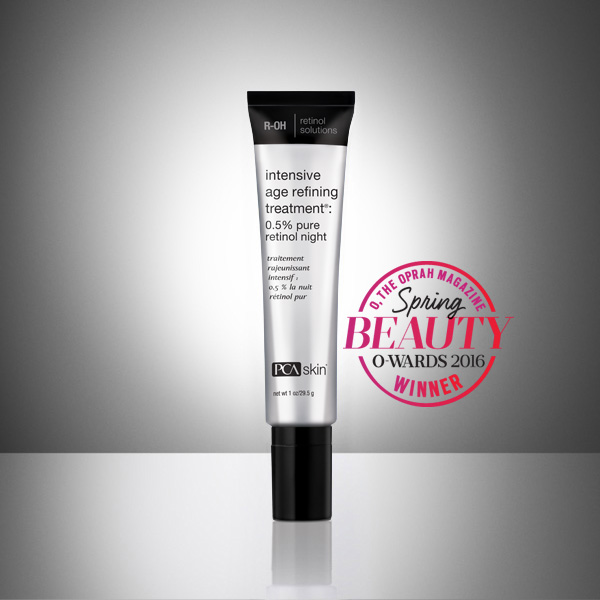 R-OH
retinol
solutions
intensive
age refining
treatment®:
0.5% pure
retinol night
traitement
rajeunissant
intensif :
0.5 % la nuit
retinol pur
PCA skin®
net wt 1 oz/29.5 g
O, THE OPRAH MAGAZINE
Spring
BEAUTY
O-WARDS 2016
WINNER